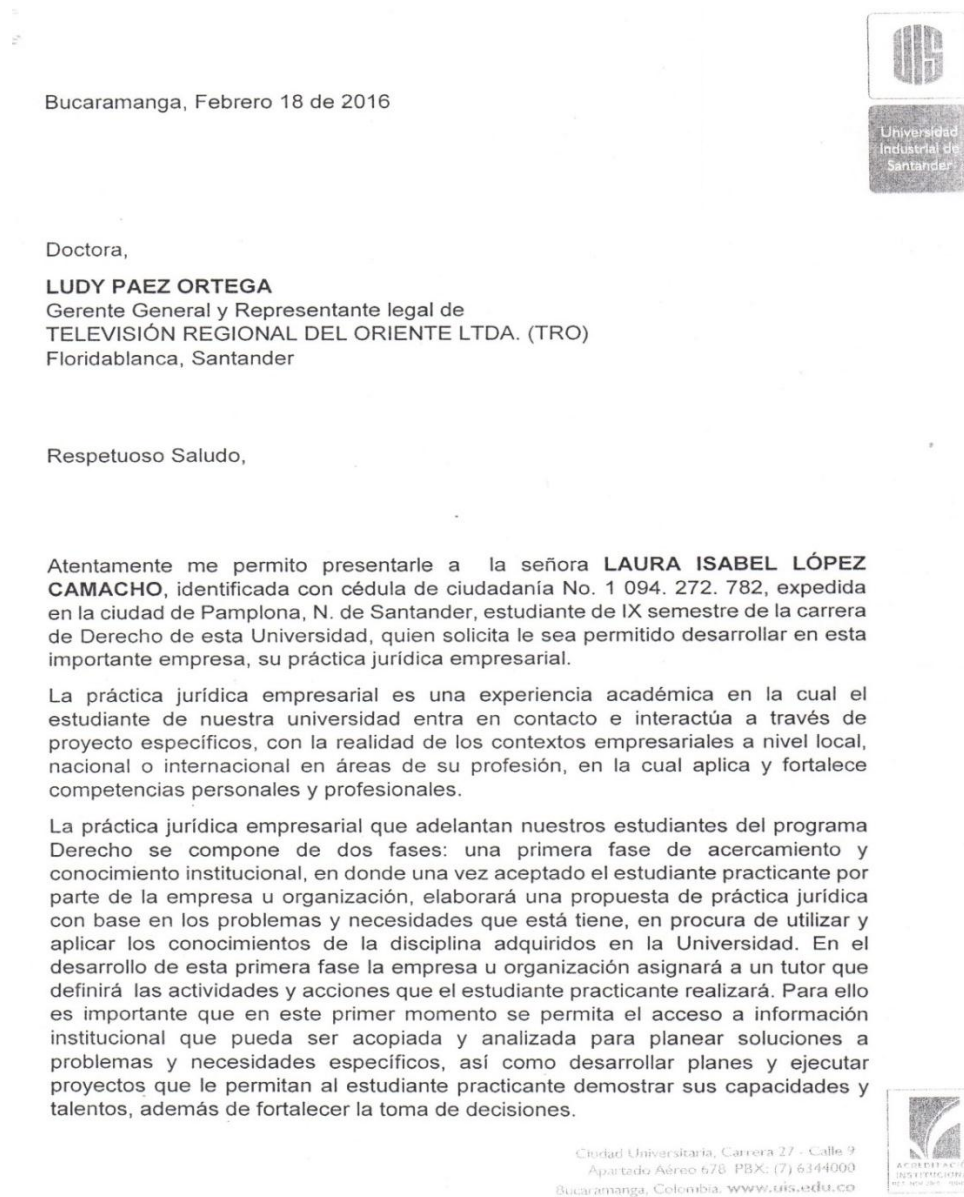 Bucaramanga, Febrero 18 de 2016
Universidad
Industrial de
Santander
Doctora,
LUDY PAEZ ORTEGA
Gerente General y Representante legal de
TELEVISIÓN REGIONAL DEL ORIENTE LTDA. (TRO)
Floridablanca, Santander
Respetuoso Saludo,
Atentamente me permito presentarle a la señora LAURA ISABEL LÓPEZ
CAMACHO, identificada con cédula de ciudadanía No. 1 094. 272. 782, expedida
en la ciudad de Pamplona, N. de Santander, estudiante de IX semestre de la carrera
de Derecho de esta Universidad, quien solicita le sea permitido desarrollar en esta
importante empresa, su práctica jurídica empresarial.
La práctica jurídica empresarial es una experiencia académica en la cual el
estudiante de nuestra universidad entra en contacto e interactúa a través de
proyecto específicos, con la realidad de los contextos empresariales a nivel local,
nacional o internacional en áreas de su profesión, en la cual aplica y fortalece
competencias personales y profesionales.
La práctica jurídica empresarial que adelantan nuestros estudiantes del programa
Derecho se compone de dos fases: una primera fase de acercamiento y
conocimiento institucional, en donde una vez aceptado el estudiante practicante por
parte de la empresa u organización, elaborará una propuesta de práctica jurídica
con base en los problemas y necesidades que está tiene, en procura de utilizar y
aplicar los conocimientos de la disciplina adquiridos en la Universidad. En el
desarrollo de esta primera fase la empresa u organización asignará a un tutor que
definirá las actividades y acciones que el estudiante practicante realizará. Para ello
es importante que en este primer momento se permita el acceso a información
institucional que pueda ser acopiada y analizada para planear soluciones a
problemas y necesidades específicos, así como desarrollar planes y ejecutar
proyectos que le permitan al estudiante practicante demostrar sus capacidades y
talentos, además de fortalecer la toma de decisiones.
Ciudad Universitaria, Carrera 27 - Calle 9
Apartado Aéreo 678 PBX: (7) 6344000
Bucaramanga, Colombia. www.uis.edu.co